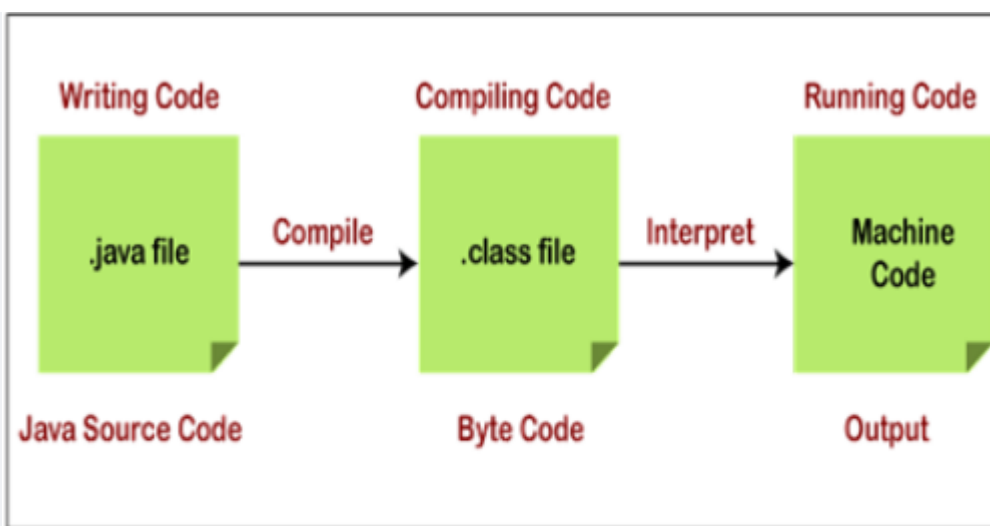 Writing Code
Compiling Code
Running Code
.java file
Compile
.class file
Interpret
Machine
Code
Java Source Code
Byte Code
Output